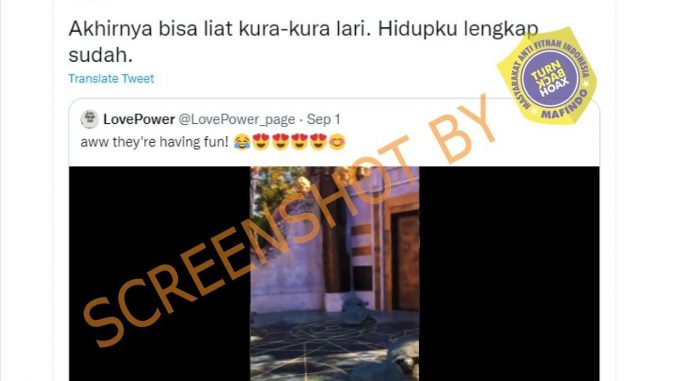 Akhirnya bisa liat kura-kura lari. Hidupku lengkap
sudah.
Translate Tweet
LovePower @LovePower_page · Sep 1
aww they're having fun! 😂😍😍😍😍😋
SCREENSHOT BY
MASYARAKAT ANTI FITNAH INDONESIA
TURN
BACK
HOAX
MAFINDO